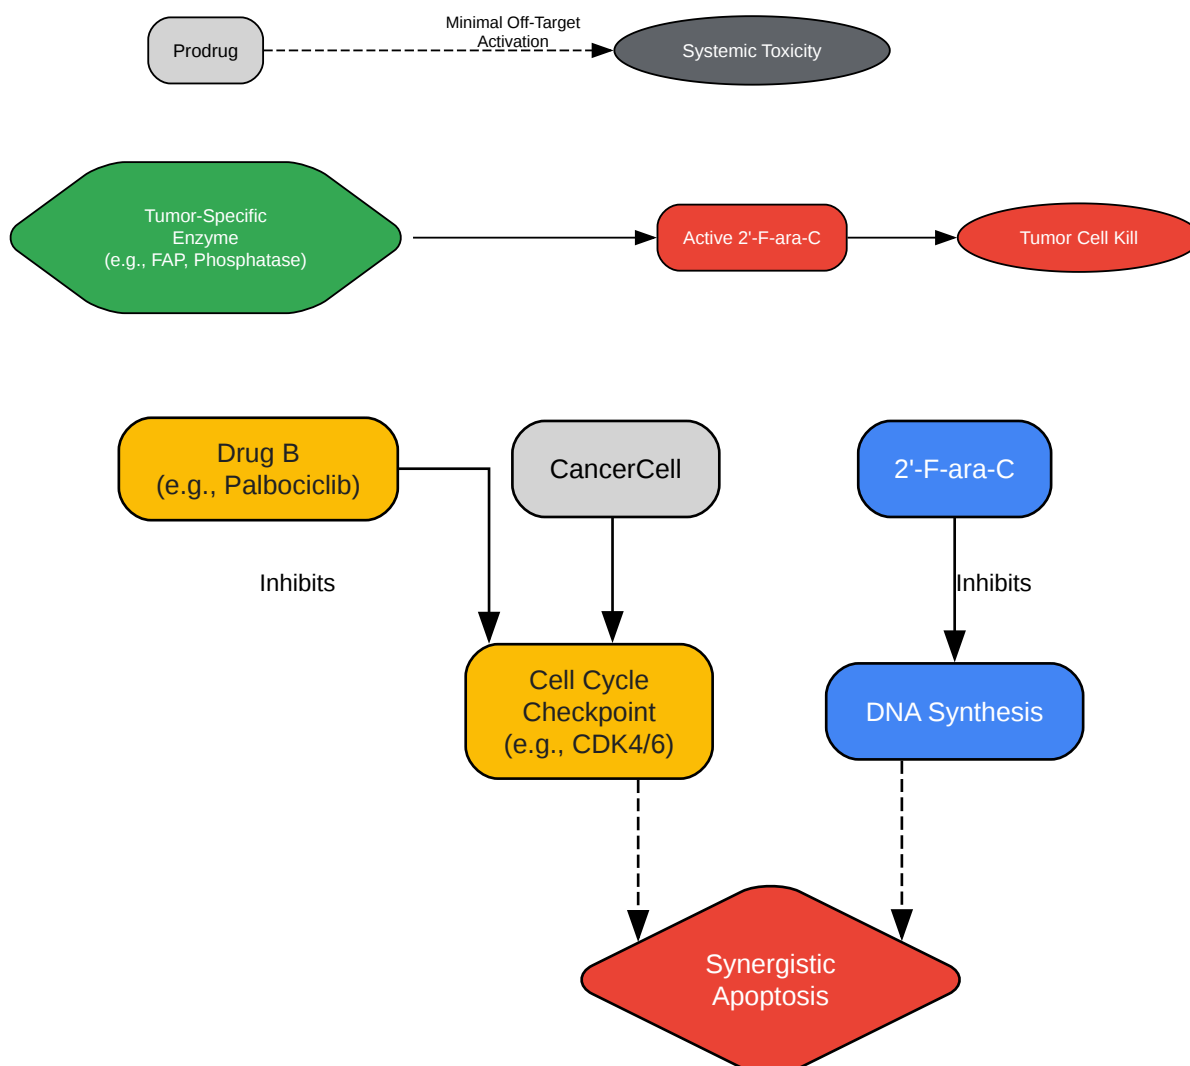 Minimal Off-Target
Activation
Prodrug
Systemic Toxicity
Tumor-Specific
Enzyme
(e.g., FAP, Phosphatase)
Active 2'-F-ara-C
Tumor Cell Kill
Drug B
(e.g., Palbociclib)
CancerCell
2'-F-ara-C
Inhibits
Inhibits
Cell Cycle
Checkpoint
(e.g., CDK4/6)
DNA Synthesis
Synergistic
Apoptosis